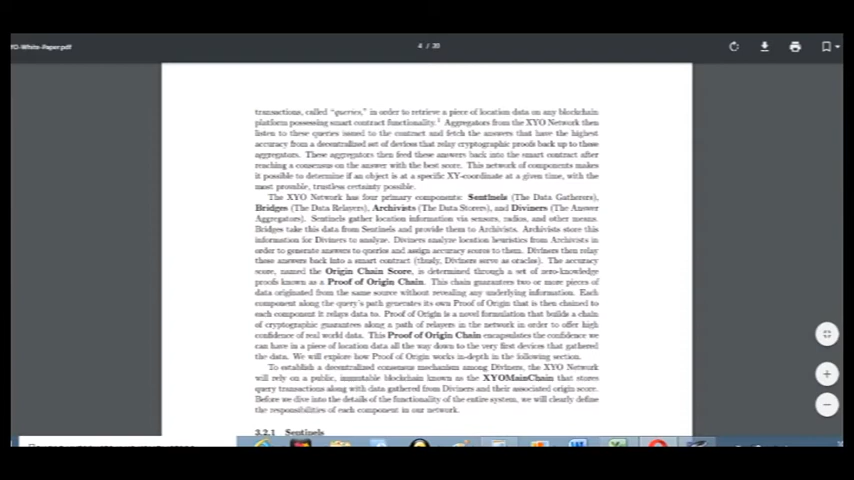 YO-White-Paper.pdf
4 / 20
transactions, called "queries," in order to retrieve a piece of location data on any blockchain
platform possessing smart contract functionality.1 Aggregators from the XYO Network then
listen to these queries issued to the contract and fetch the answers that have the highest
accuracy from a decentralized set of devices that relay cryptographic proofs back up to these
aggregators. These aggregators then feed these answers back into the smart contract after
reaching a consensus on the answer with the best score. This network of components makes
it possible to determine if an object is at a specific XY-coordinate at a given time, with the
most provable, trustless certainty possible.
The XYO Network has four primary components: Sentinels (The Data Gatherers),
Bridges (The Data Relayers), Archivists (The Data Storers), and Diviners (The Answer
Aggregators). Sentinels gather location information via sensors, radios, and other means.
Bridges take this data from Sentinels and provide them to Archivists. Archivists store this
information for Diviners to analyze. Diviners analyze location heuristics from Archivists in
order to generate answers to queries and assign accuracy scores to them. Diviners then relay
these answers back into a smart contract (thusly, Diviners serve as oracles). The accuracy
score, named the Origin Chain Score, is determined through a set of zero-knowledge
proofs known as a Proof of Origin Chain. This chain guarantees two or more pieces of
data originated from the same source without revealing any underlying information. Each
component along the query's path generates its own Proof of Origin that is then chained to
each component it relays data to. Proof of Origin is a novel formulation that builds a chain
of cryptographic guarantees along a path of relayers in the network in order to offer high
confidence of real world data. This Proof of Origin Chain encapsulates the confidence we
can have in a piece of location data all the way down to the very first devices that gathered
the data. We will explore how Proof of Origin works in-depth in the following section.
To establish a decentralized consensus mechanism among Diviners, the XYO Network
will rely on a public, immutable blockchain known as the XYOMainChain that stores
query transactions along with data gathered from Diviners and their associated origin score.
Before we dive into the details of the functionality of the entire system, we will clearly define
the responsibilities of each component in our network.
3.2.1 Sentinels